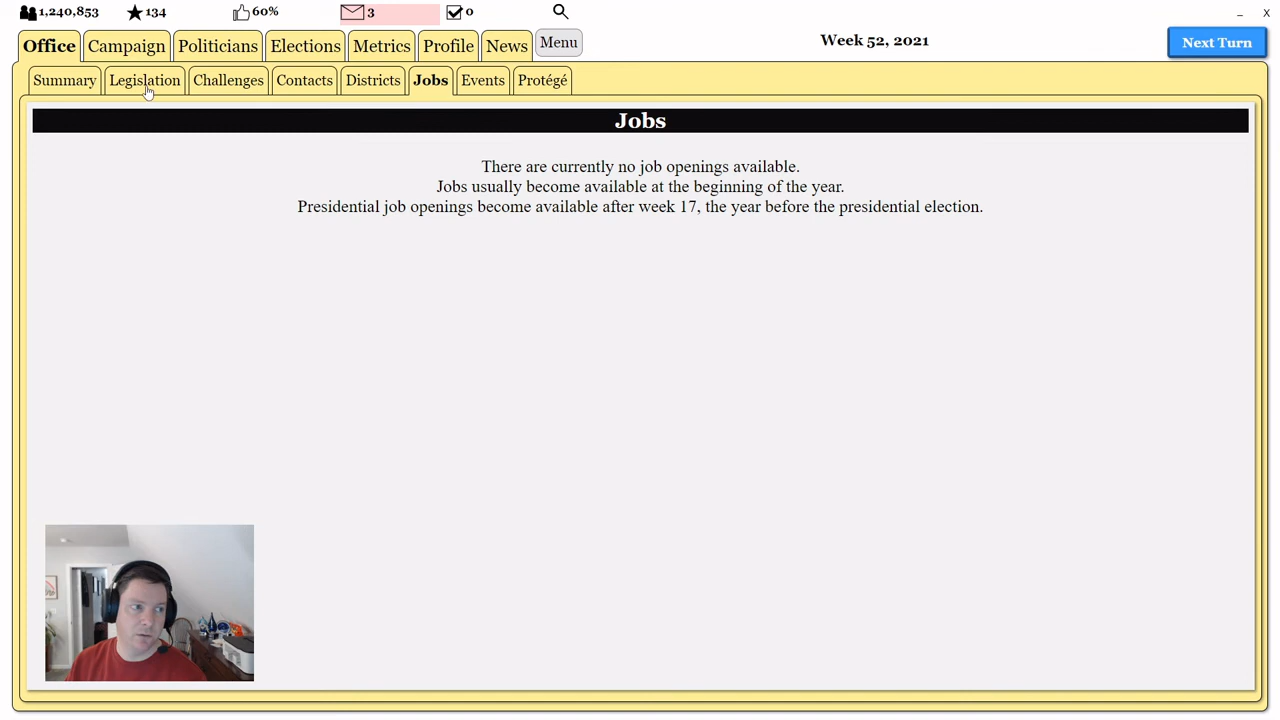 1,240,853 134 60% 3 0
Office Campaign Politicians Elections Metrics Profile News Menu Week 52, 2021 _ X Next Turn
Summary Legislation Challenges Contacts Districts Jobs Events Protégé
Jobs
There are currently no job openings available.
Jobs usually become available at the beginning of the year.
Presidential job openings become available after week 17, the year before the presidential election.